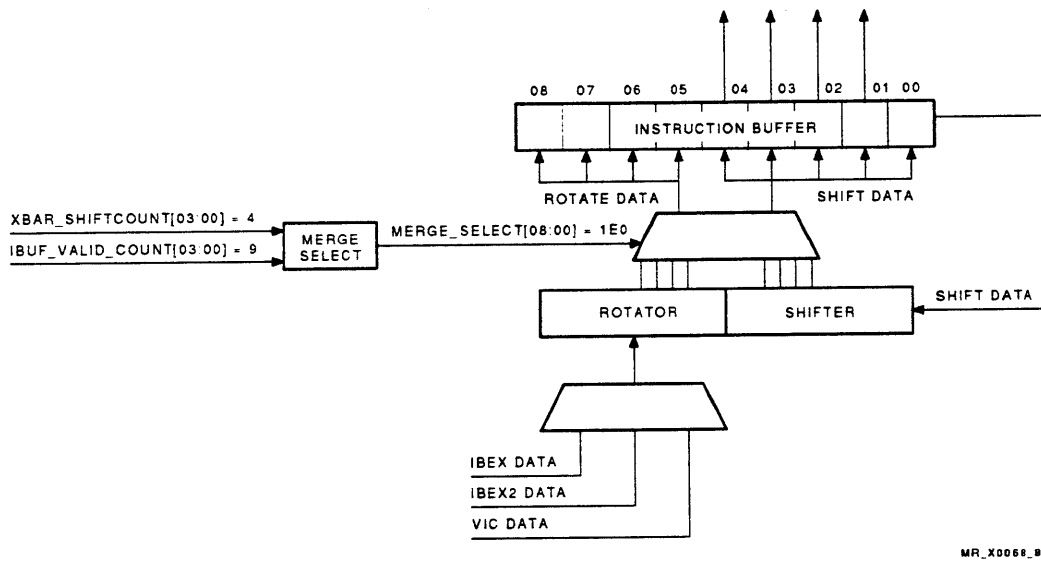 08 07 06 05 04 03 02 01 00
INSTRUCTION BUFFER
ROTATE DATA
SHIFT DATA
XBAR_SHIFTCOUNT[03:00] = 4
IBUF_VALID_COUNT[03:00] = 9
MERGE
SELECT
MERGE_SELECT[08:00] = 1E0
ROTATOR
SHIFTER
SHIFT DATA
IBEX DATA
IBEX2 DATA
VIC DATA